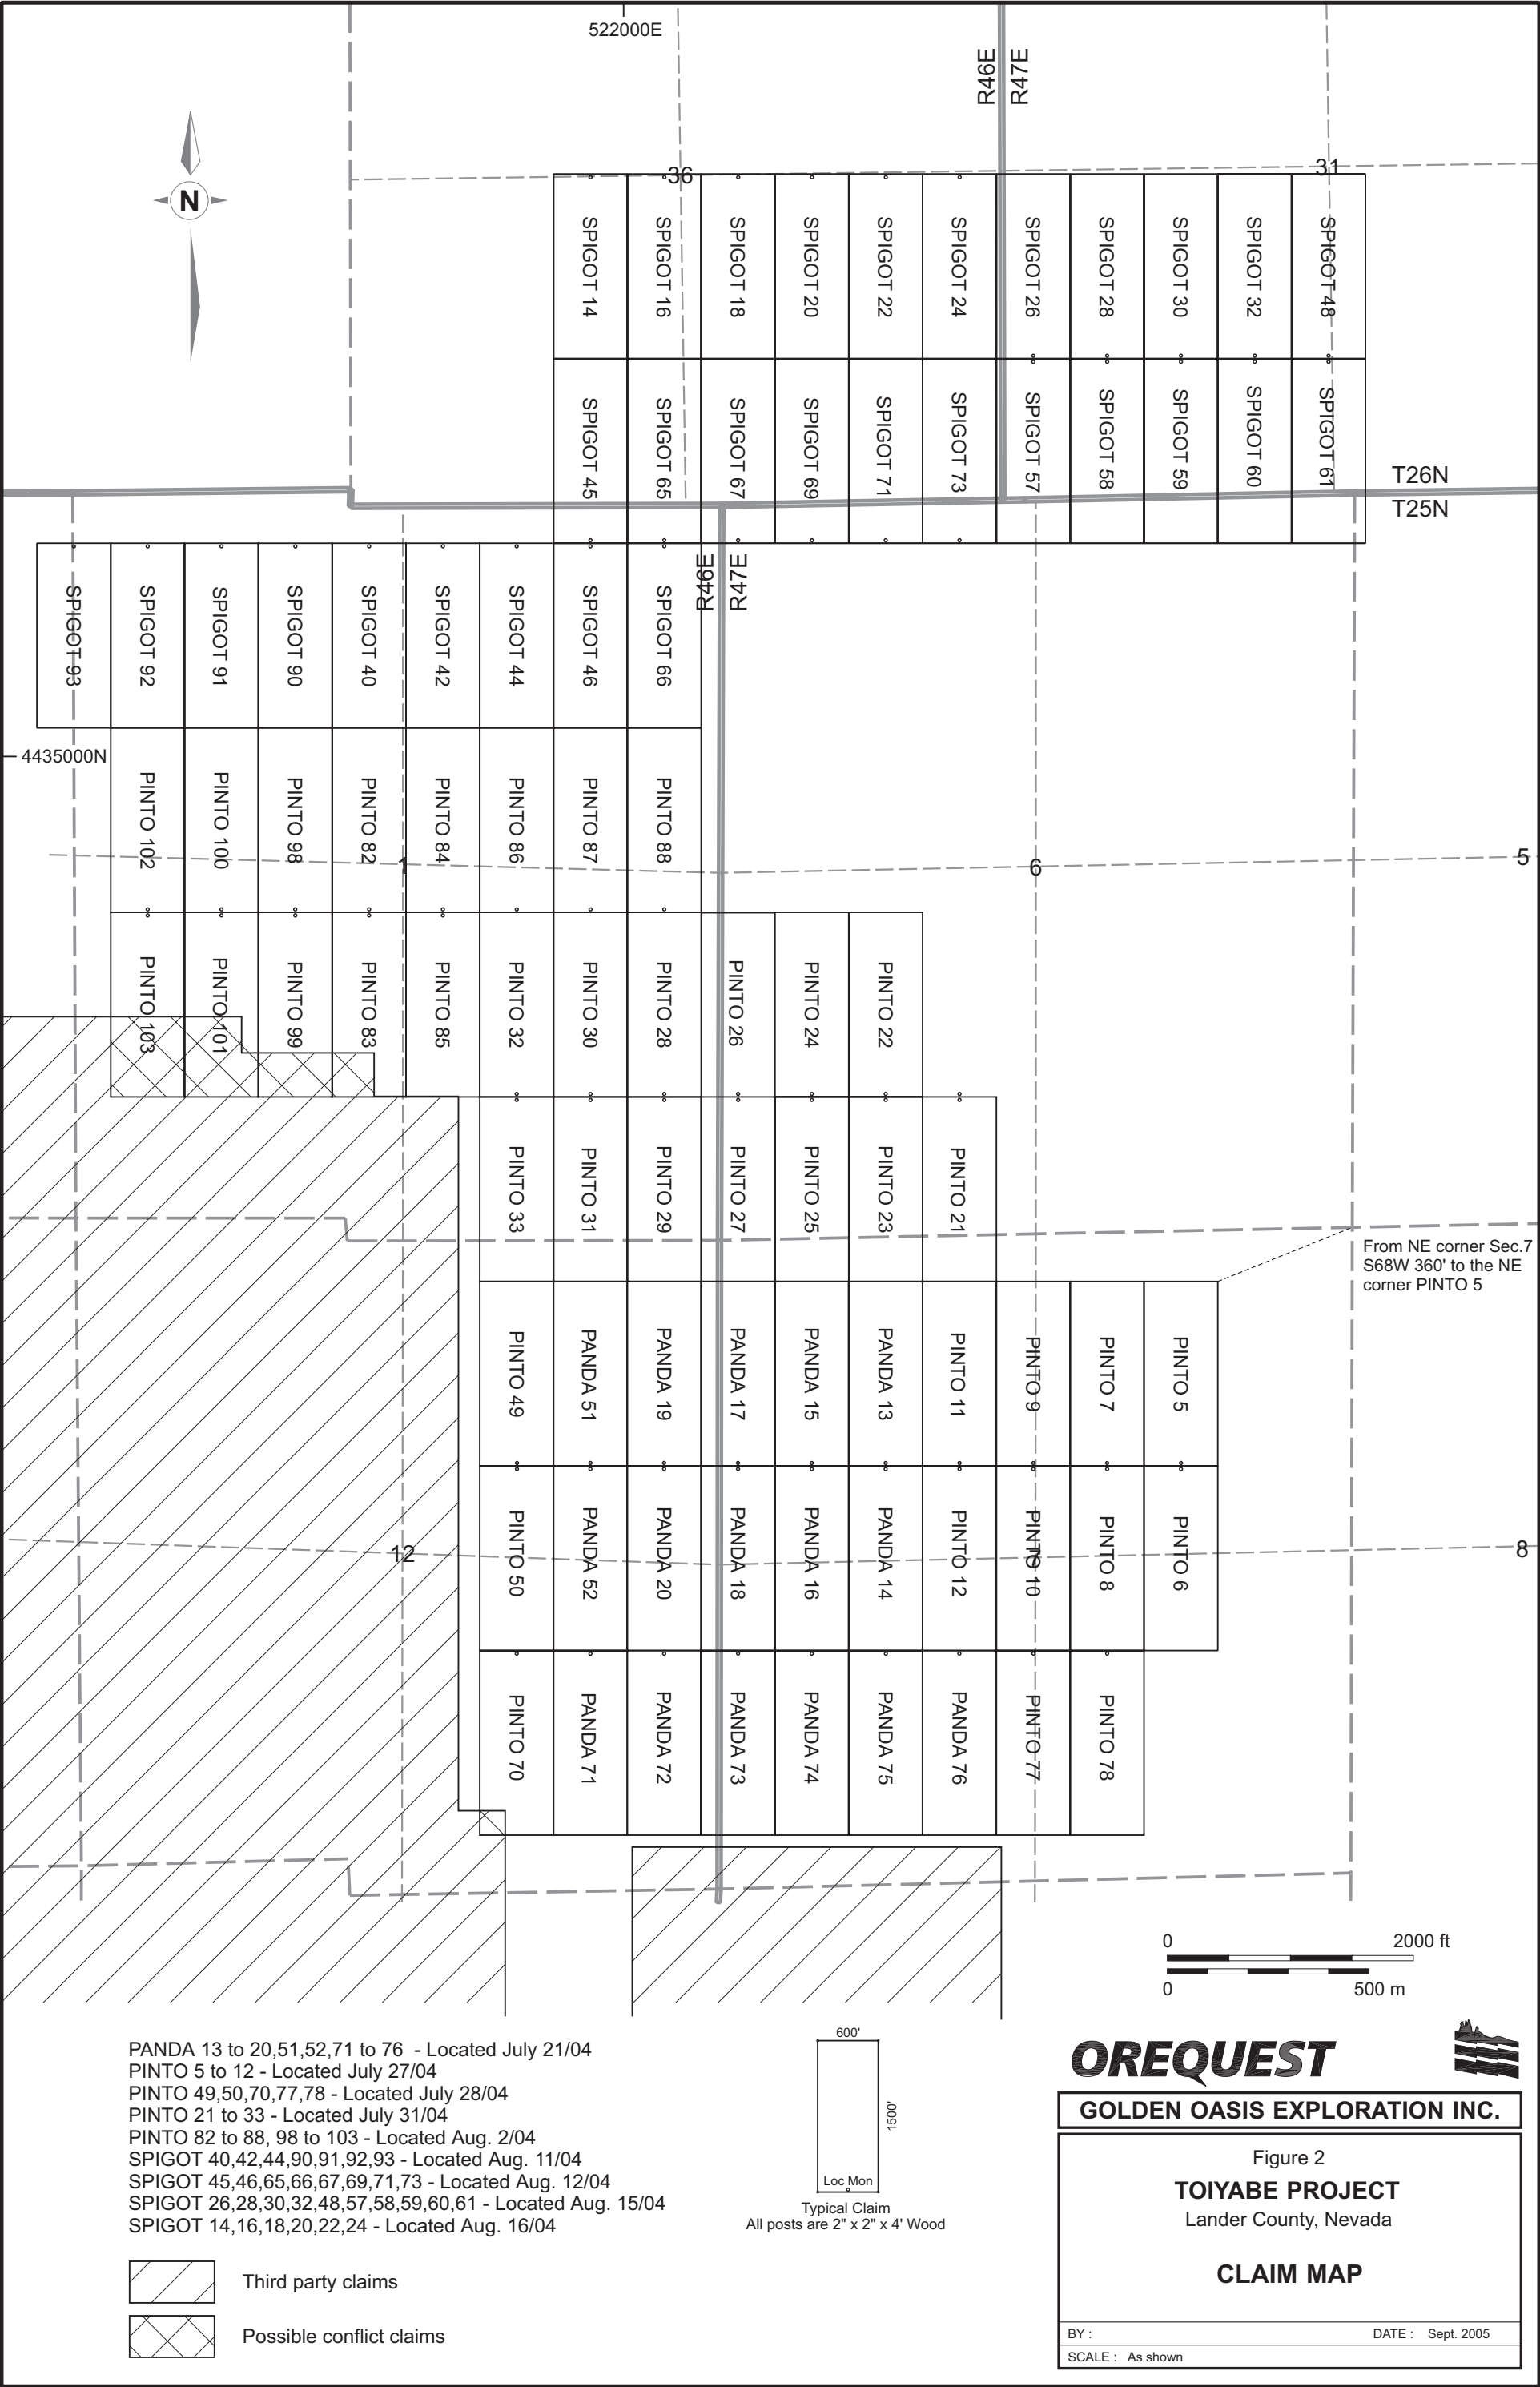 522000E
R46E
R47E
N
36
31
SPIGOT 14
SPIGOT 16
SPIGOT 18
SPIGOT 20
SPIGOT 22
SPIGOT 24
SPIGOT 26
SPIGOT 28
SPIGOT 30
SPIGOT 32
SPIGOT 48
SPIGOT 45
SPIGOT 65
SPIGOT 67
SPIGOT 69
SPIGOT 71
SPIGOT 73
SPIGOT 57
SPIGOT 58
SPIGOT 59
SPIGOT 60
SPIGOT 61
T26N
T25N
R46E
R47E
SPIGOT 93
SPIGOT 92
SPIGOT 91
SPIGOT 90
SPIGOT 40
SPIGOT 42
SPIGOT 44
SPIGOT 46
SPIGOT 66
4435000N
PINTO 102
PINTO 100
PINTO 98
PINTO 82
PINTO 84
PINTO 86
PINTO 87
PINTO 88
1
6
5
PINTO 103
PINTO 101
PINTO 99
PINTO 83
PINTO 85
PINTO 32
PINTO 30
PINTO 28
PINTO 26
PINTO 24
PINTO 22
PINTO 33
PINTO 31
PINTO 29
PINTO 27
PINTO 25
PINTO 23
PINTO 21
From NE corner Sec.7
S68W 360' to the NE
corner PINTO 5
PINTO 49
PANDA 51
PANDA 19
PANDA 17
PANDA 15
PANDA 13
PINTO 11
PINTO 9
PINTO 7
PINTO 5
12
PINTO 50
PANDA 52
PANDA 20
PANDA 18
PANDA 16
PANDA 14
PINTO 12
PINTO 10
7
PINTO 8
PINTO 6
8
PINTO 70
PANDA 71
PANDA 72
PANDA 73
PANDA 74
PANDA 75
PANDA 76
PINTO 77
PINTO 78
0 2000 ft
0 500 m
PANDA 13 to 20,51,52,71 to 76 - Located July 21/04
PINTO 5 to 12 - Located July 27/04
PINTO 49,50,70,77,78 - Located July 28/04
PINTO 21 to 33 - Located July 31/04
PINTO 82 to 88, 98 to 103 - Located Aug. 2/04
SPIGOT 40,42,44,90,91,92,93 - Located Aug. 11/04
SPIGOT 45,46,65,66,67,69,71,73 - Located Aug. 12/04
SPIGOT 26,28,30,32,48,57,58,59,60,61 - Located Aug. 15/04
SPIGOT 14,16,18,20,22,24 - Located Aug. 16/04
Third party claims
Possible conflict claims
600'
1500'
Loc Mon
Typical Claim
All posts are 2" x 2" x 4' Wood
OREQUEST
GOLDEN OASIS EXPLORATION INC.
Figure 2
TOIYABE PROJECT
Lander County, Nevada
CLAIM MAP
BY :
DATE : Sept. 2005
SCALE : As shown